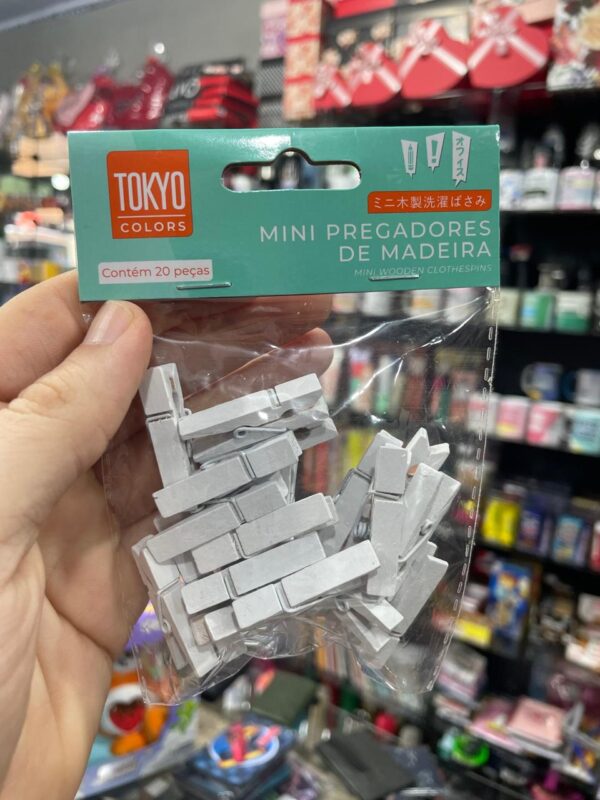 TOKYO
COLORS
オフィス
ミニ木製洗濯ばさみ
MINI PREGADORES
DE MADEIRA
MINI WOODEN CLOTHESPINS
Contém 20 peças